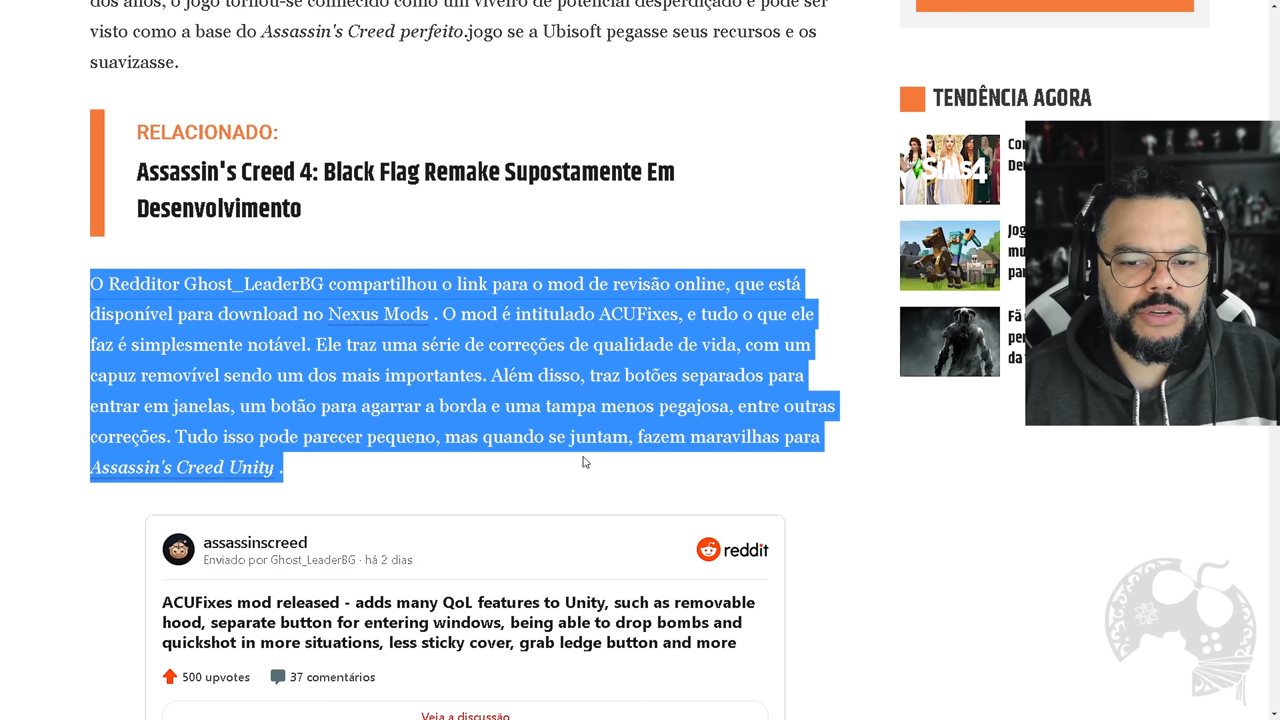 dos anos, o jogo tornou-se conhecido como um viveiro de potencial desperdiçado e pode ser
visto como a base do Assassin's Creed perfeito.jogo se a Ubisoft pegasse seus recursos e os
suavizasse.
RELACIONADO:
Assassin's Creed 4: Black Flag Remake Supostamente Em
Desenvolvimento
O Redditor Ghost_LeaderBG compartilhou o link para o mod de revisão online, que está
disponível para download no Nexus Mods . O mod é intitulado ACUFixes, e tudo o que ele
faz é simplesmente notável. Ele traz uma série de correções de qualidade de vida, com um
capuz removível sendo um dos mais importantes. Além disso, traz botões separados para
entrar em janelas, um botão para agarrar a borda e uma tampa menos pegajosa, entre outras
correções. Tudo isso pode parecer pequeno, mas quando se juntam, fazem maravilhas para
Assassin's Creed Unity .
assassinscreed
Enviado por Ghost_LeaderBG · há 2 dias
reddit
ACUFixes mod released - adds many QoL features to Unity, such as removable
hood, separate button for entering windows, being able to drop bombs and
quickshot in more situations, less sticky cover, grab ledge button and more
500 upvotes
37 comentários
Veja a discussão
TENDÊNCIA AGORA
SIMS4
Fã